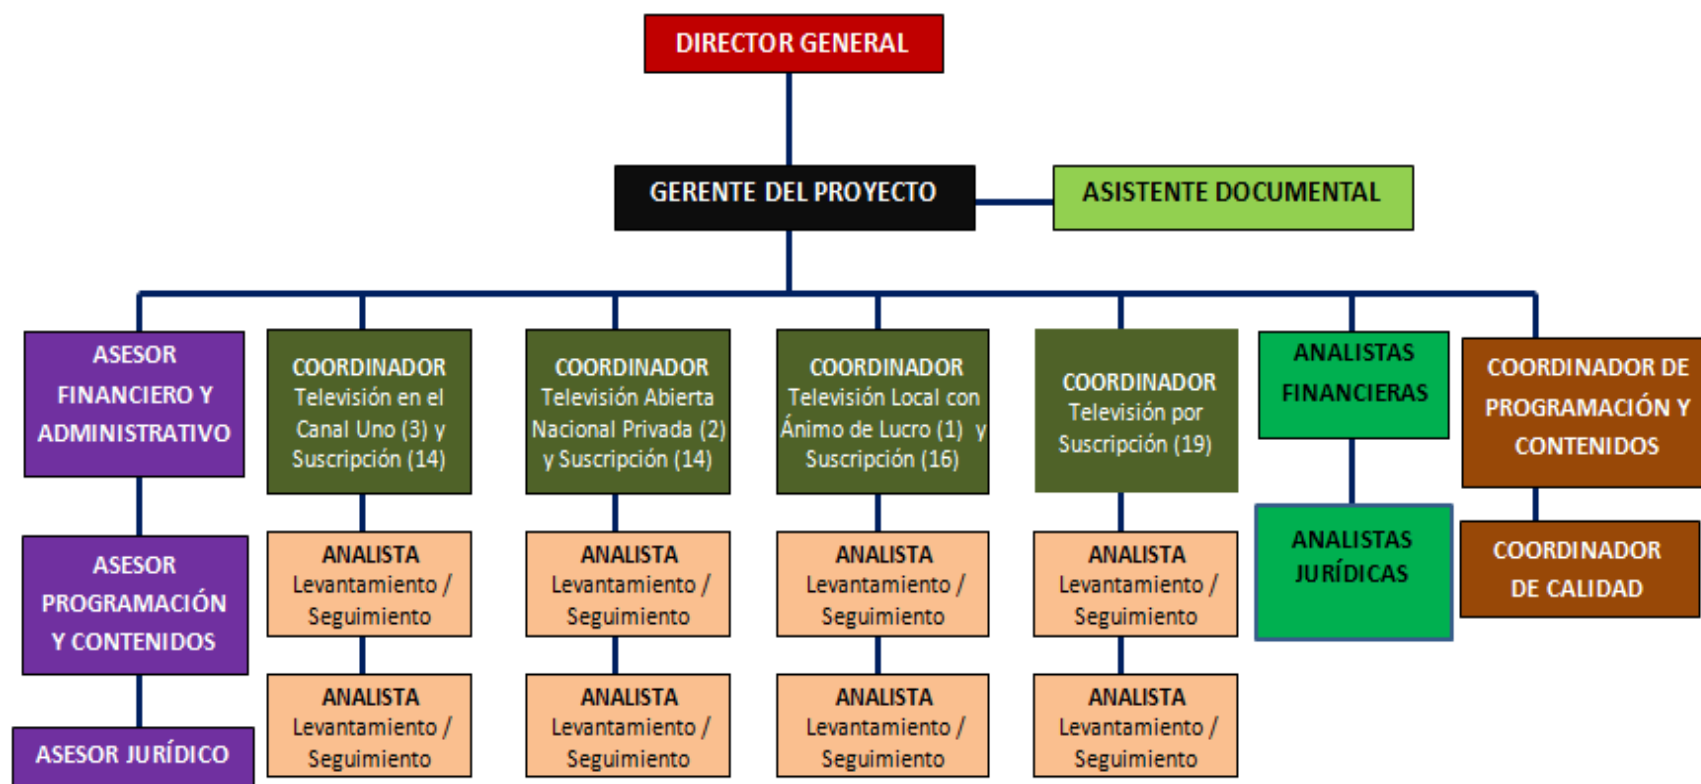 DIRECTOR GENERAL
GERENTE DEL PROYECTO
ASISTENTE DOCUMENTAL
ASESOR
FINANCIERO Y
ADMINISTRATIVO
COORDINADOR
Televisión en el
Canal Uno (3) y
Suscripción (14)
COORDINADOR
Televisión Abierta
Nacional Privada (2)
y Suscripción (14)
COORDINADOR
Televisión Local con
Ánimo de Lucro (1) y
Suscripción (16)
COORDINADOR
Televisión por
Suscripción (19)
ANALISTAS
FINANCIERAS
COORDINADOR DE
PROGRAMACIÓN Y
CONTENIDOS
ASESOR
PROGRAMACIÓN
Y CONTENIDOS
ANALISTA
Levantamiento /
Seguimiento
ANALISTA
Levantamiento /
Seguimiento
ANALISTA
Levantamiento /
Seguimiento
ANALISTA
Levantamiento /
Seguimiento
ANALISTAS
JURÍDICAS
COORDINADOR
DE CALIDAD
ASESOR JURÍDICO
ANALISTA
Levantamiento /
Seguimiento
ANALISTA
Levantamiento /
Seguimiento
ANALISTA
Levantamiento /
Seguimiento
ANALISTA
Levantamiento /
Seguimiento